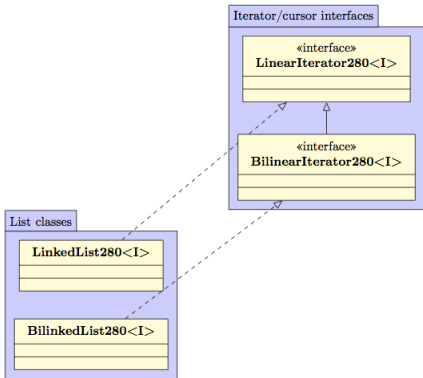 Iterator/cursor interfaces
«interface»
LinearIterator280<I>
«interface»
BilinearIterator280<I>
List classes
LinkedList280<I>
BilinkedList280<I>